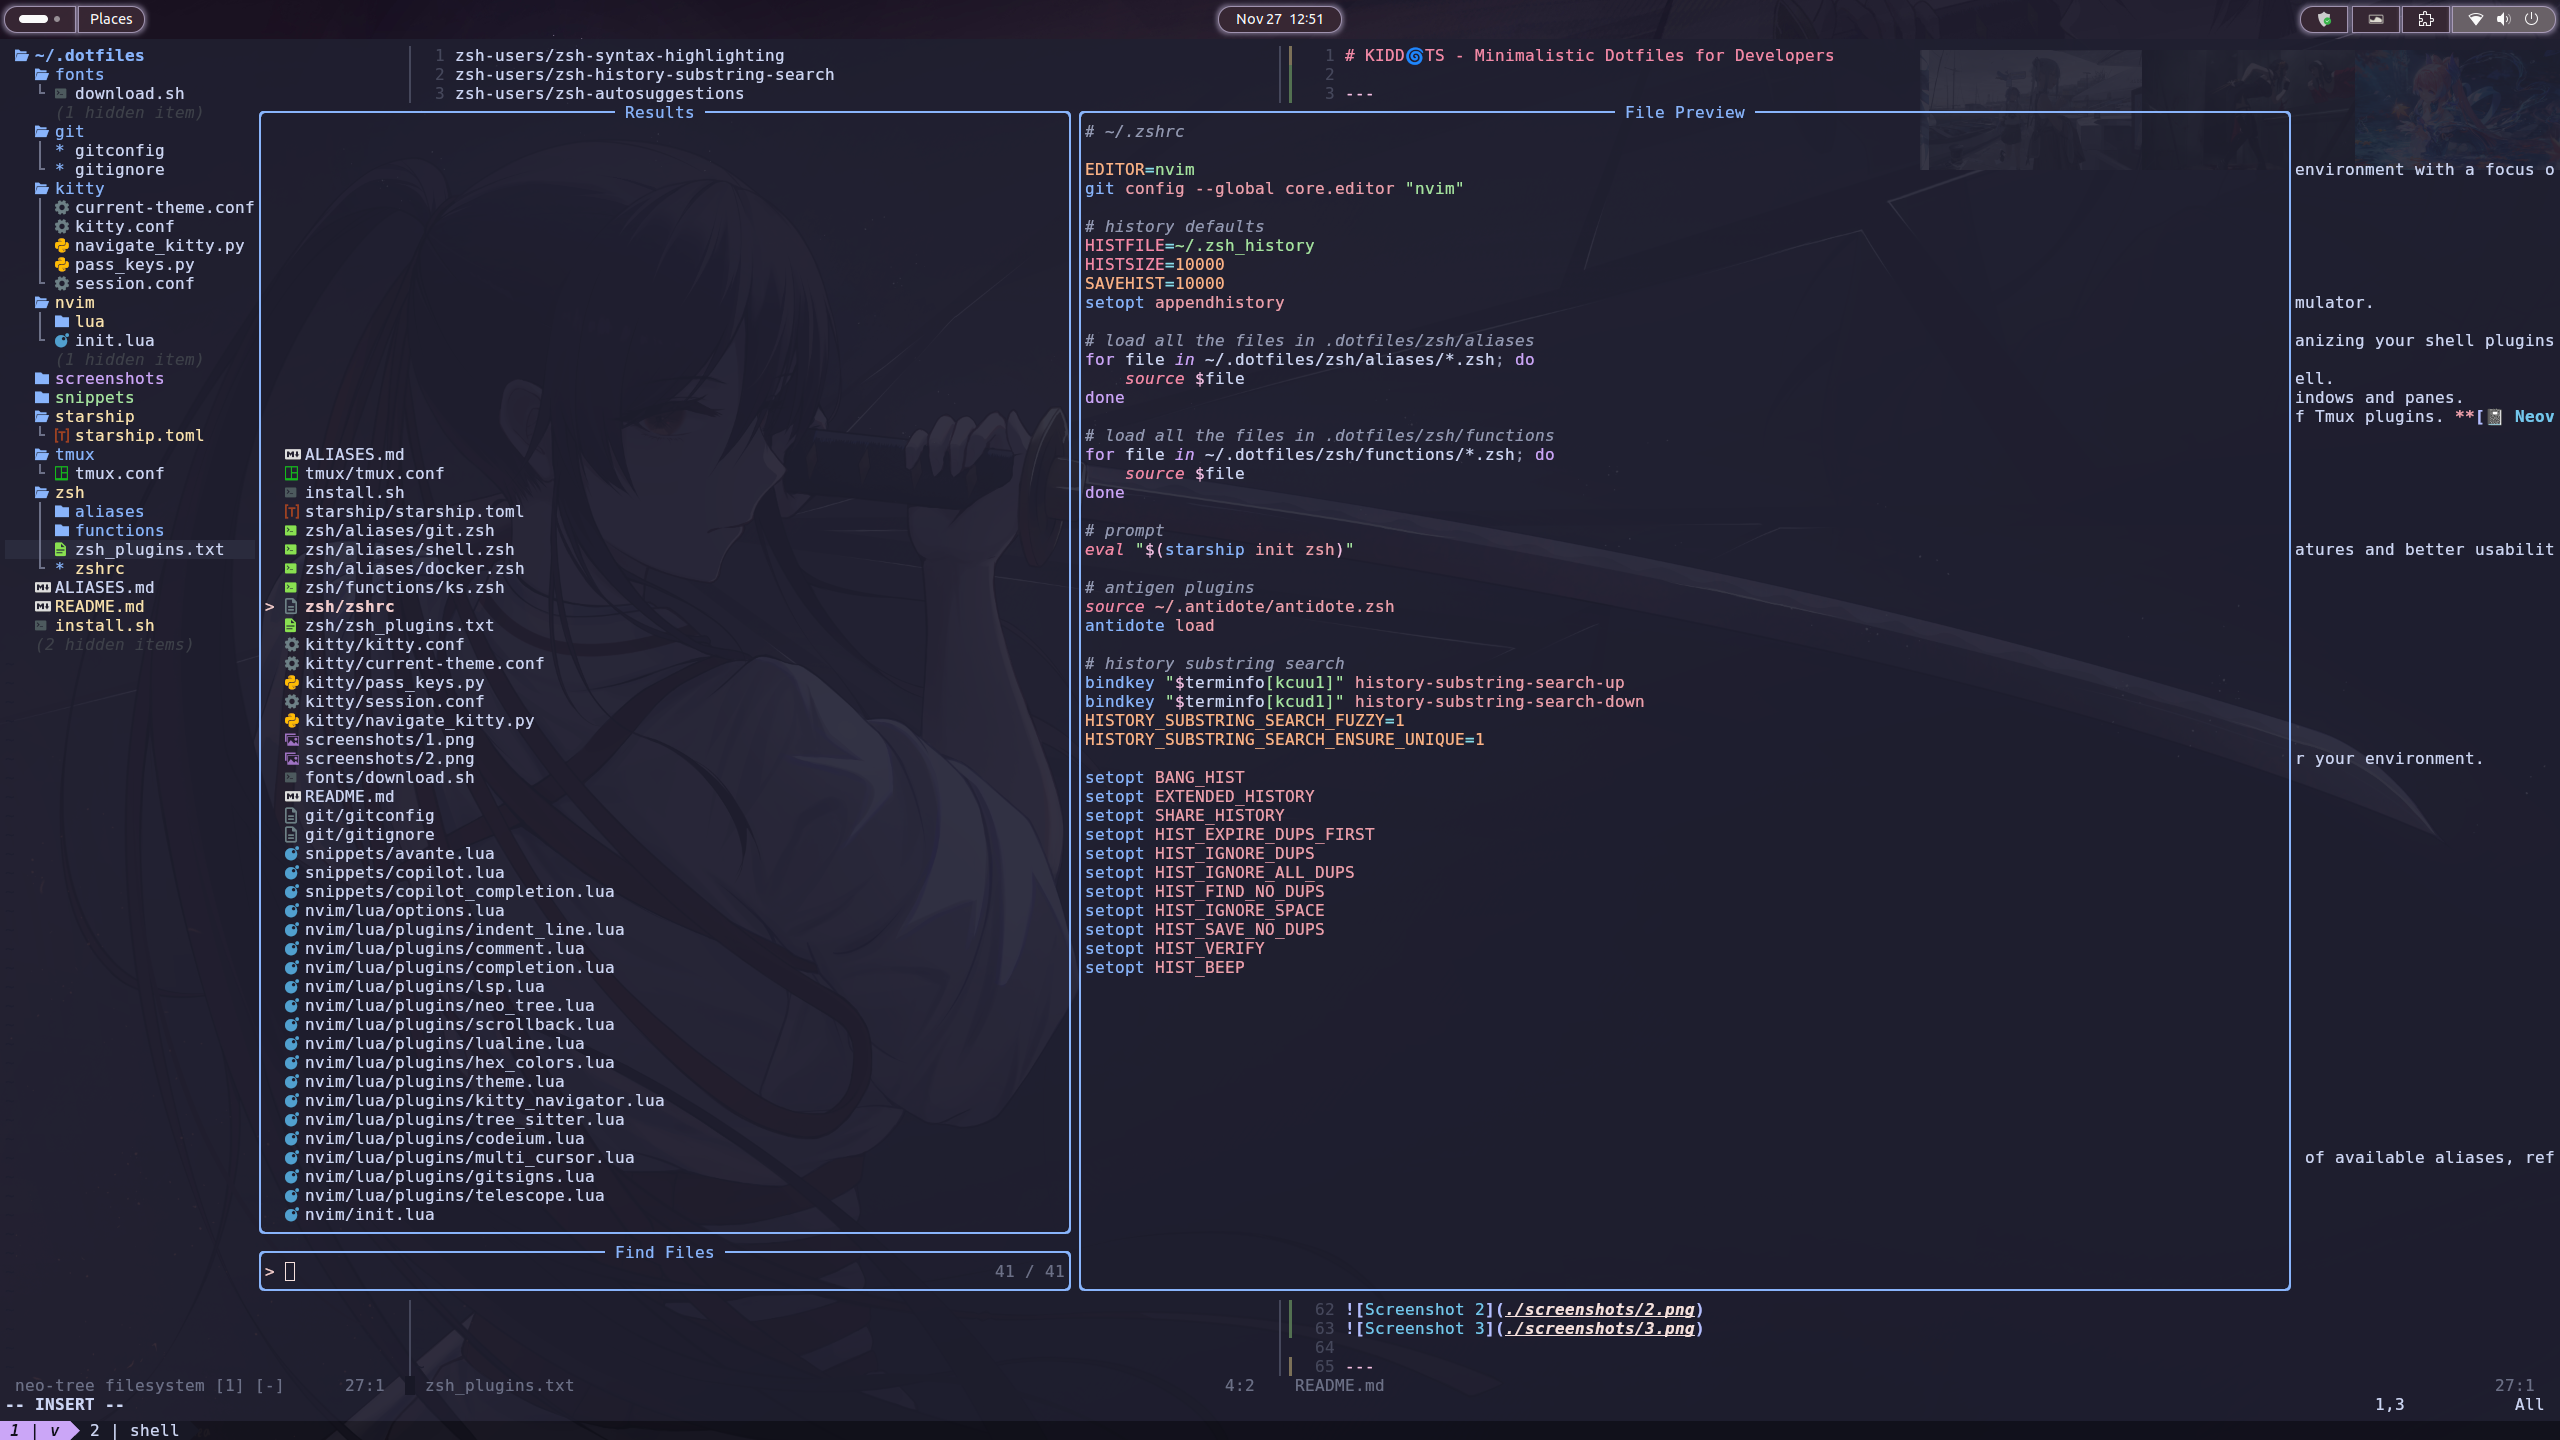 Places
Nov 27 12:51
~/.dotfiles
fonts
download.sh
(1 hidden item)
git
* gitconfig
* gitignore
kitty
current-theme.conf
kitty.conf
navigate_kitty.py
pass_keys.py
session.conf
nvim
lua
init.lua
(1 hidden item)
screenshots
snippets
starship
starship.toml
tmux
tmux.conf
zsh
aliases
functions
zsh_plugins.txt
* zshrc
ALIASES.md
README.md
install.sh
(2 hidden items)
1 zsh-users/zsh-syntax-highlighting
2 zsh-users/zsh-history-substring-search
3 zsh-users/zsh-autosuggestions
1 # KIDD🌀TS - Minimalistic Dotfiles for Developers
2
3 ---
Results
ALIASES.md
tmux/tmux.conf
install.sh
starship/starship.toml
zsh/aliases/git.zsh
zsh/aliases/shell.zsh
zsh/aliases/docker.zsh
zsh/functions/ks.zsh
> zsh/zshrc
zsh/zsh_plugins.txt
kitty/kitty.conf
kitty/current-theme.conf
kitty/pass_keys.py
kitty/session.conf
kitty/navigate_kitty.py
screenshots/1.png
screenshots/2.png
fonts/download.sh
README.md
git/gitconfig
git/gitignore
snippets/avante.lua
snippets/copilot.lua
snippets/copilot_completion.lua
nvim/lua/options.lua
nvim/lua/plugins/indent_line.lua
nvim/lua/plugins/comment.lua
nvim/lua/plugins/completion.lua
nvim/lua/plugins/lsp.lua
nvim/lua/plugins/neo_tree.lua
nvim/lua/plugins/scrollback.lua
nvim/lua/plugins/lualine.lua
nvim/lua/plugins/hex_colors.lua
nvim/lua/plugins/theme.lua
nvim/lua/plugins/kitty_navigator.lua
nvim/lua/plugins/tree_sitter.lua
nvim/lua/plugins/codeium.lua
nvim/lua/plugins/multi_cursor.lua
nvim/lua/plugins/gitsigns.lua
nvim/lua/plugins/telescope.lua
nvim/init.lua
Find Files
> 41 / 41
File Preview
# ~/.zshrc
EDITOR=nvim
git config --global core.editor "nvim"
# history defaults
HISTFILE=~/.zsh_history
HISTSIZE=10000
SAVEHIST=10000
setopt appendhistory
# load all the files in .dotfiles/zsh/aliases
for file in ~/.dotfiles/zsh/aliases/*.zsh; do
source $file
done
# load all the files in .dotfiles/zsh/functions
for file in ~/.dotfiles/zsh/functions/*.zsh; do
source $file
done
# prompt
eval "$(starship init zsh)"
# antigen plugins
source ~/.antidote/antidote.zsh
antidote load
# history substring search
bindkey "$terminfo[kcuu1]" history-substring-search-up
bindkey "$terminfo[kcud1]" history-substring-search-down
HISTORY_SUBSTRING_SEARCH_FUZZY=1
HISTORY_SUBSTRING_SEARCH_ENSURE_UNIQUE=1
setopt BANG_HIST
setopt EXTENDED_HISTORY
setopt SHARE_HISTORY
setopt HIST_EXPIRE_DUPS_FIRST
setopt HIST_IGNORE_DUPS
setopt HIST_IGNORE_ALL_DUPS
setopt HIST_FIND_NO_DUPS
setopt HIST_IGNORE_SPACE
setopt HIST_SAVE_NO_DUPS
setopt HIST_VERIFY
setopt HIST_BEEP
environment with a focus o
mulator.
anizing your shell plugins
ell.
indows and panes.
f Tmux plugins. **[📓 Neov
atures and better usabilit
r your environment.
of available aliases, ref
62 ![Screenshot 2](./screenshots/2.png)
63 ![Screenshot 3](./screenshots/3.png)
64
65 ---
neo-tree filesystem [1] [-] 27:1 zsh_plugins.txt 4:2 README.md 27:1
-- INSERT -- 1,3 All
1 | v 2 | shell